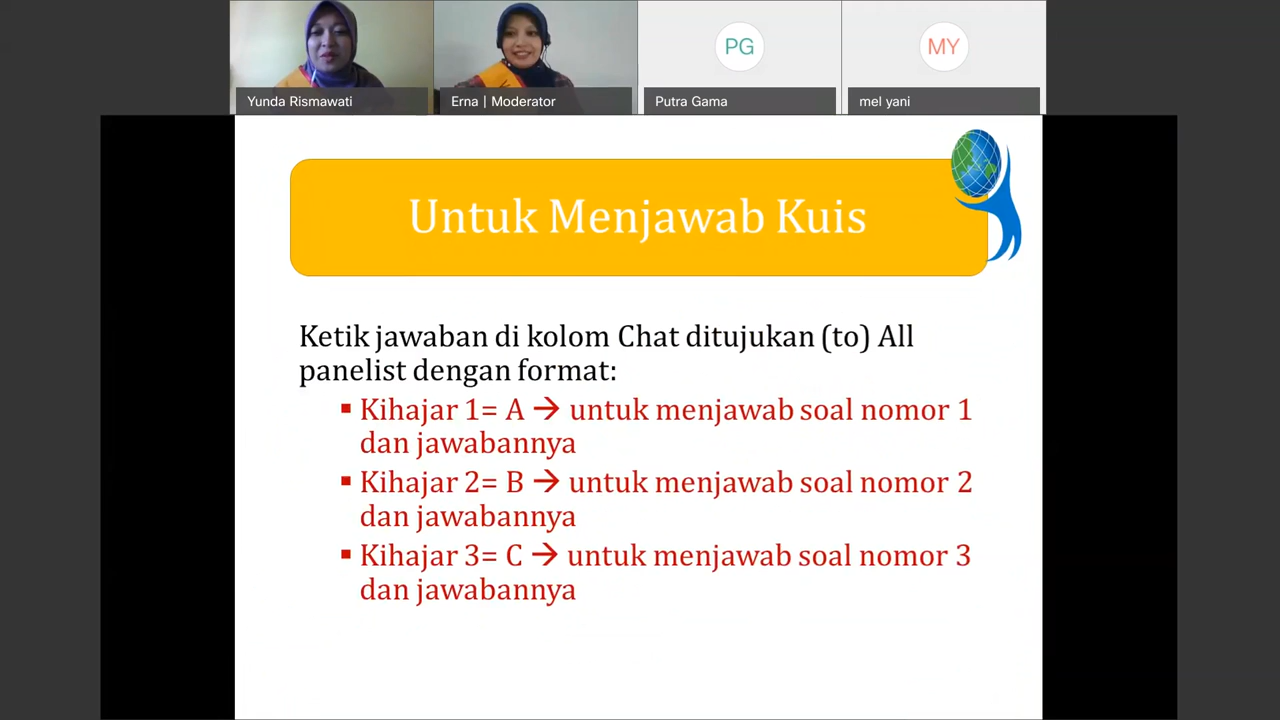 PG
MY
Yunda Rismawati
Erna | Moderator
Putra Gama
mel yani
Untuk Menjawab Kuis
Ketik jawaban di kolom Chat ditujukan (to) All
panelist dengan format:
▪ Kihajar 1= A → untuk menjawab soal nomor 1
dan jawabannya
▪ Kihajar 2= B → untuk menjawab soal nomor 2
dan jawabannya
▪ Kihajar 3= C → untuk menjawab soal nomor 3
dan jawabannya